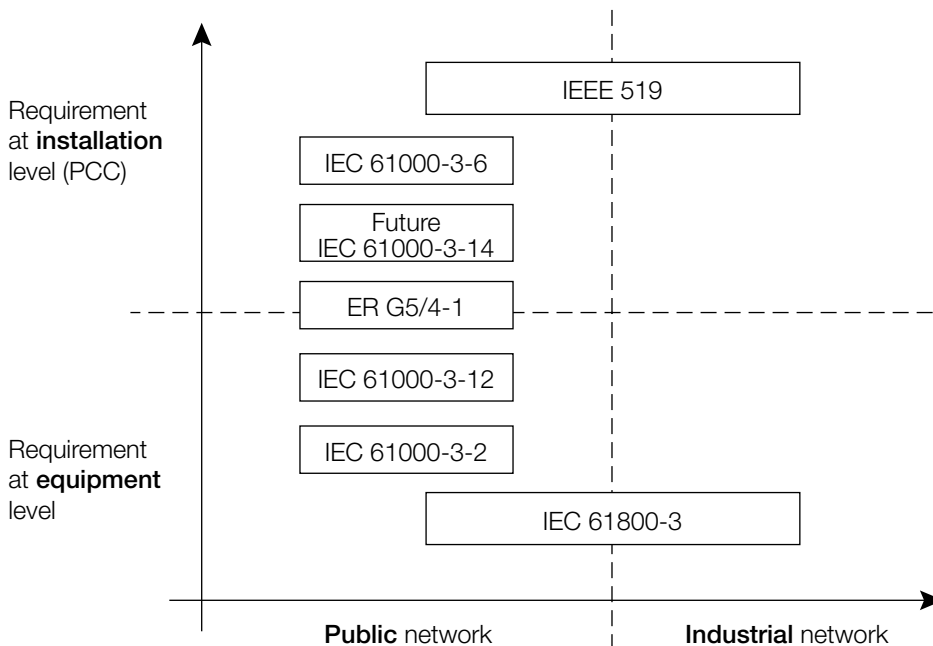 Requirement
at installation
level (PCC)
IEEE 519
IEC 61000-3-6
Future
IEC 61000-3-14
ER G5/4-1
IEC 61000-3-12
IEC 61000-3-2
Requirement
at equipment
level
IEC 61800-3
Public network
Industrial network